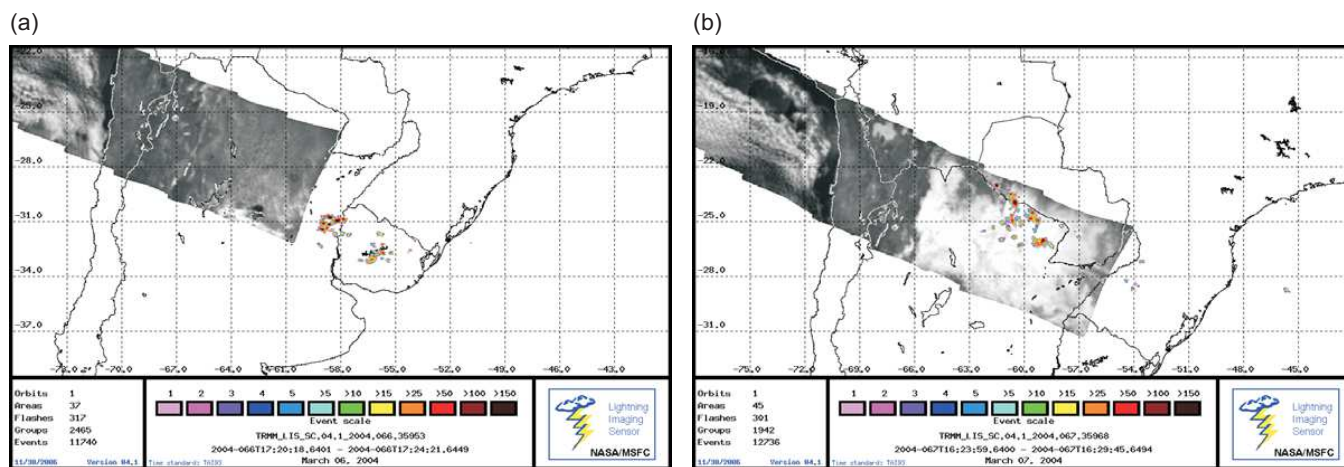 (a)
(b)
-22.0
-25.0
-28.0
-31.0
-34.0
-37.0
-73.0 -70.0 -67.0 -64.0 -61.0 -58.0 -55.0 -52.0 -49.0 -46.0 -43.0
Orbits 1
Areas 37
Flashes 317
Groups 2465
Events 11740
11/30/2006 Version 04.1
1 2 3 4 5 >5 >10 >15 >25 >50 >100 >150
Event scale
TRMM_LIS_SC.04.1_2004.066.35953
2004-066T17:20:18.6401 - 2004-066T17:24:21.6449
Time standard: TAI93
March 06, 2004
Lightning
Imaging
Sensor
NASA/MSFC
-19.0
-22.0
-25.0
-28.0
-31.0
-75.0 -72.0 -69.0 -66.0 -63.0 -60.0 -57.0 -54.0 -51.0 -48.0 -45.0
Orbits 1
Areas 45
Flashes 301
Groups 1942
Events 12736
11/30/2006 Version 04.1
1 2 3 4 5 >5 >10 >15 >25 >50 >100 >150
Event scale
TRMM_LIS_SC.04.1_2004.067.35968
2004-067T16:23:59.6400 - 2004-067T16:29:45.6494
Time standard: TAI93
March 07, 2004
Lightning
Imaging
Sensor
NASA/MSFC